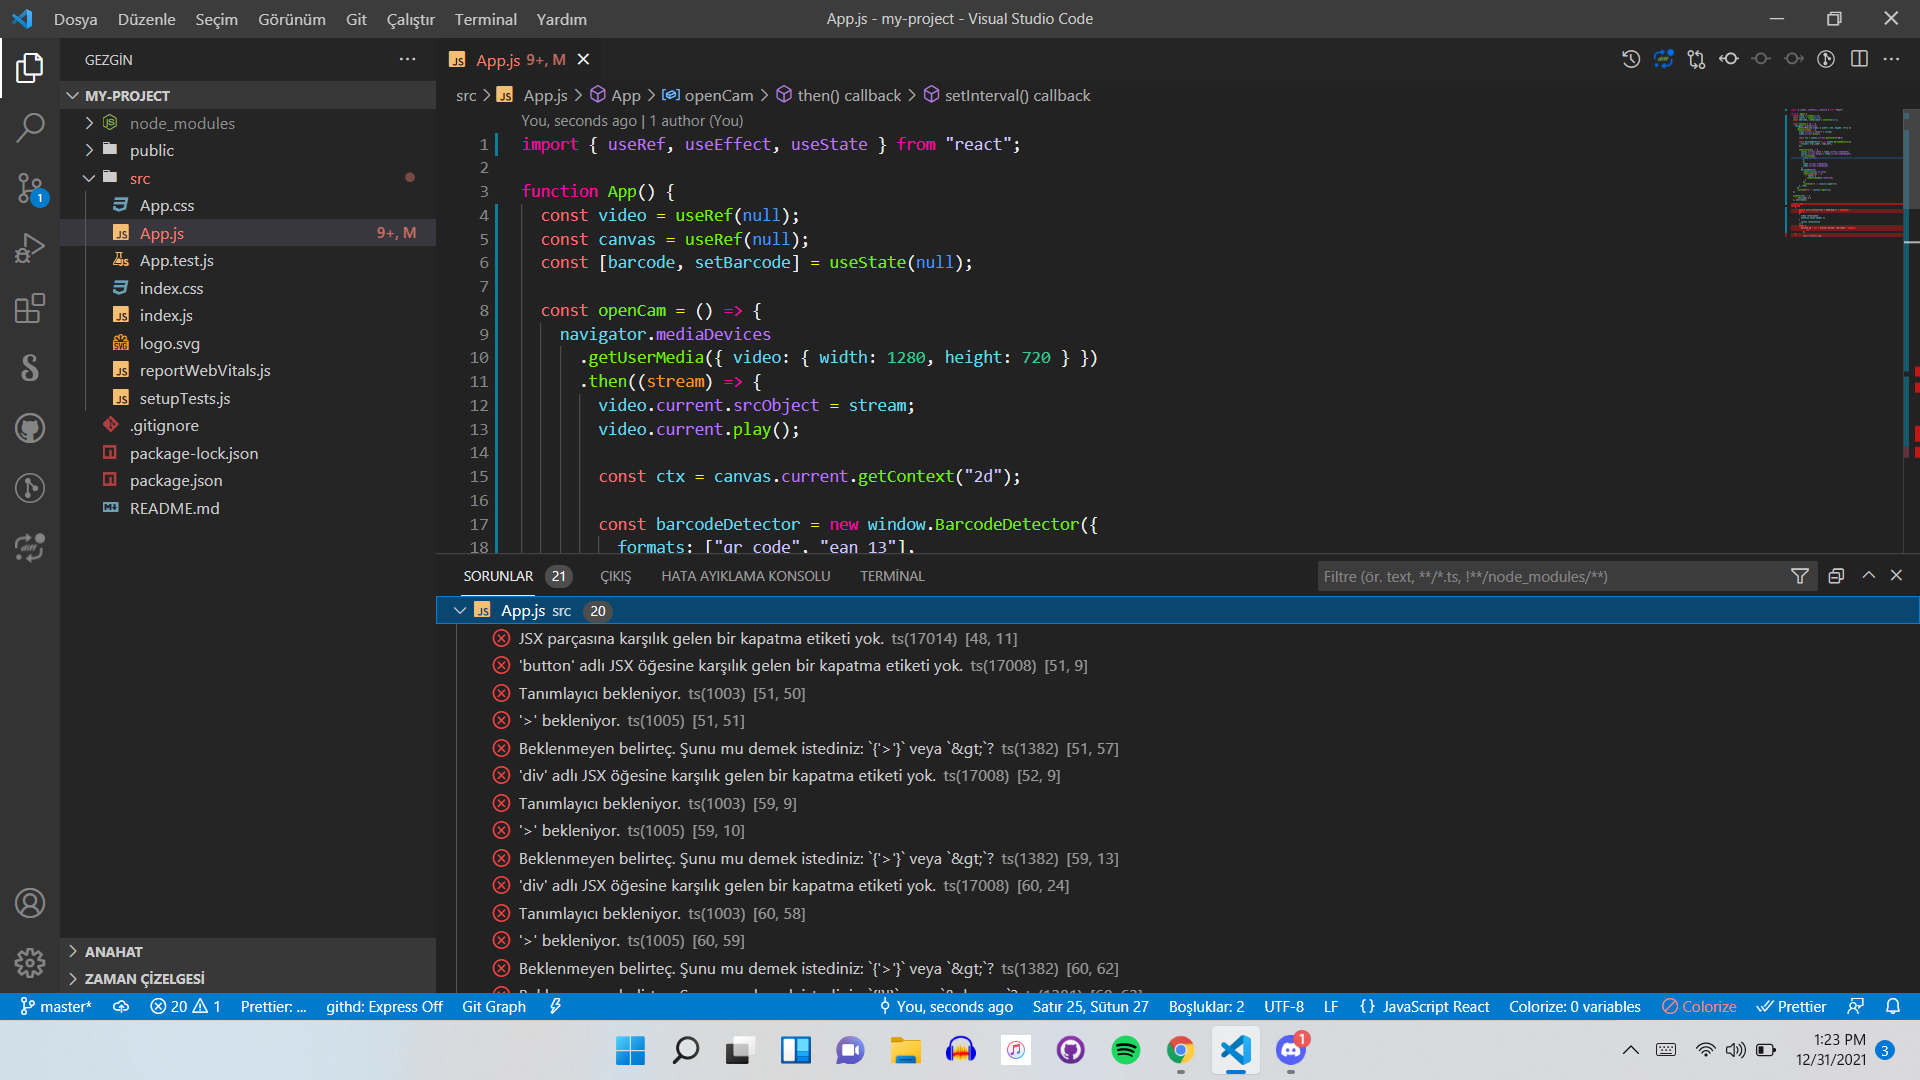 Dosya Düzenle Seçim Görünüm Git Çalıştır Terminal Yardım
App.js - my-project - Visual Studio Code
GEZGİN
MY-PROJECT
node_modules
public
src
App.css
App.js 9+, M
App.test.js
index.css
index.js
logo.svg
reportWebVitals.js
setupTests.js
.gitignore
package-lock.json
package.json
README.md
ANAHAT
ZAMAN ÇİZELGESİ
1
App.js 9+, M
src > App.js > App > openCam > then() callback > setInterval() callback
You, seconds ago | 1 author (You)
1 import { useRef, useEffect, useState } from "react";
2
3 function App() {
4 const video = useRef(null);
5 const canvas = useRef(null);
6 const [barcode, setBarcode] = useState(null);
7
8 const openCam = () => {
9 navigator.mediaDevices
10 .getUserMedia({ video: { width: 1280, height: 720 } })
11 .then((stream) => {
12 video.current.srcObject = stream;
13 video.current.play();
14
15 const ctx = canvas.current.getContext("2d");
16
17 const barcodeDetector = new window.BarcodeDetector({
18 formats: ["qr_code", "ean_13"],
SORUNLAR 21 ÇIKIŞ HATA AYIKLAMA KONSOLU TERMİNAL
Filtre (ör. text, **/*.ts, !**/node_modules/**)
App.js src 20
JSX parçasına karşılık gelen bir kapatma etiketi yok. ts(17014) [48, 11]
'button' adlı JSX öğesine karşılık gelen bir kapatma etiketi yok. ts(17008) [51, 9]
Tanımlayıcı bekleniyor. ts(1003) [51, 50]
'>' bekleniyor. ts(1005) [51, 51]
Beklenmeyen belirteç. Şunu mu demek istediniz: `{'>'}` veya `&gt;`? ts(1382) [51, 57]
'div' adlı JSX öğesine karşılık gelen bir kapatma etiketi yok. ts(17008) [52, 9]
Tanımlayıcı bekleniyor. ts(1003) [59, 9]
'>' bekleniyor. ts(1005) [59, 10]
Beklenmeyen belirteç. Şunu mu demek istediniz: `{'>'}` veya `&gt;`? ts(1382) [59, 13]
'div' adlı JSX öğesine karşılık gelen bir kapatma etiketi yok. ts(17008) [60, 24]
Tanımlayıcı bekleniyor. ts(1003) [60, 58]
'>' bekleniyor. ts(1005) [60, 59]
Beklenmeyen belirteç. Şunu mu demek istediniz: `{'>'}` veya `&gt;`? ts(1382) [60, 62]
master* 20 1 Prettier: ... githd: Express Off Git Graph
You, seconds ago Satır 25, Sütun 27 Boşluklar: 2 UTF-8 LF {} JavaScript React Colorize: 0 variables Colorize Prettier
1
1:23 PM
12/31/2021
3